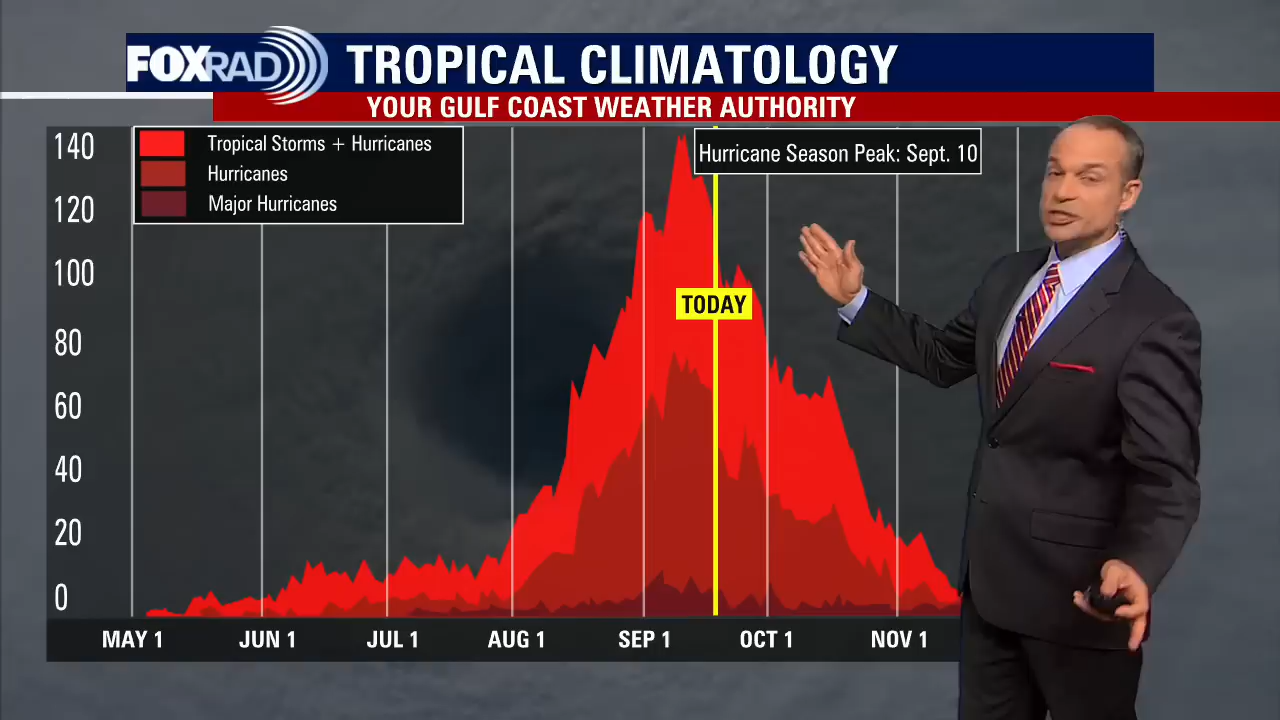 FOXRAD TROPICAL CLIMATOLOGY
YOUR GULF COAST WEATHER AUTHORITY
140
Tropical Storms + Hurricanes
Hurricanes
Major Hurricanes
Hurricane Season Peak: Sept. 10
120
100
TODAY
80
60
40
20
0
MAY 1 JUN 1 JUL 1 AUG 1 SEP 1 OCT 1 NOV 1